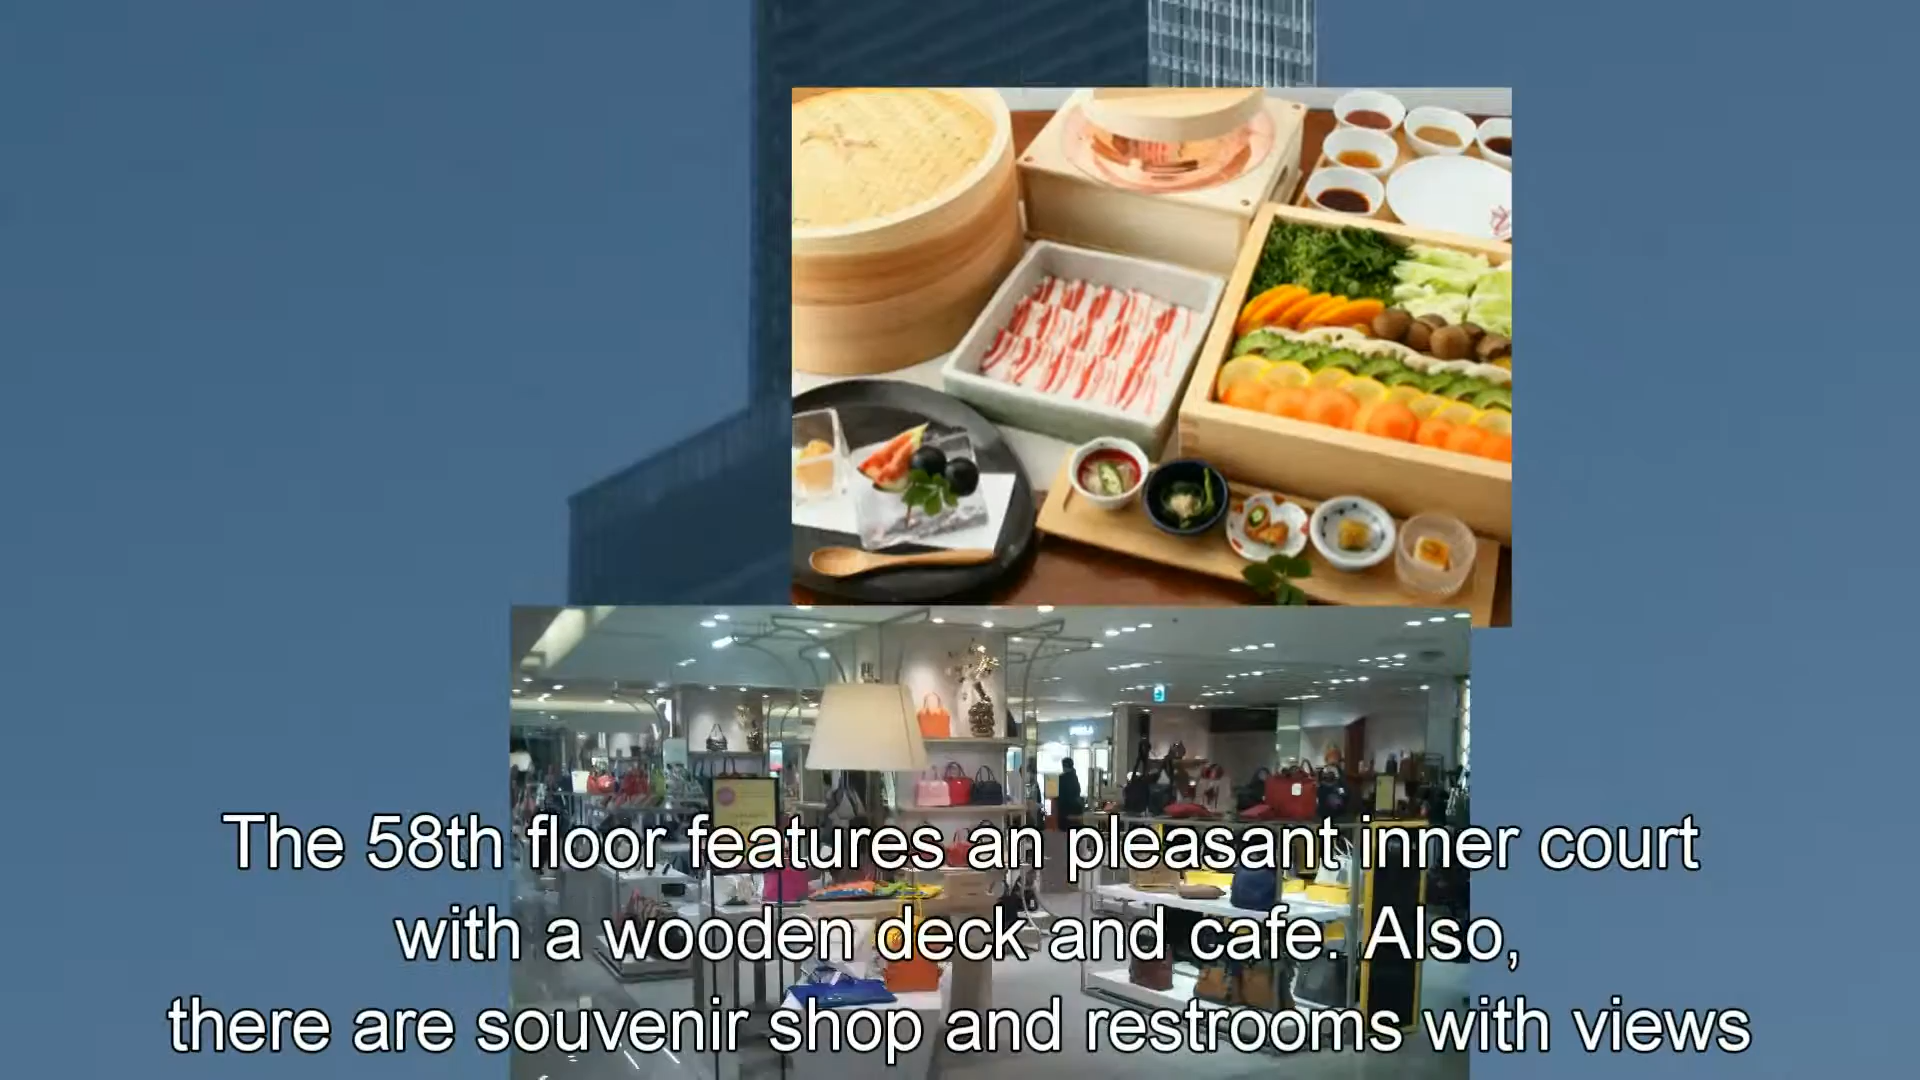 The 58th floor features an pleasant inner court
with a wooden deck and cafe. Also,
there are souvenir shop and restrooms with views